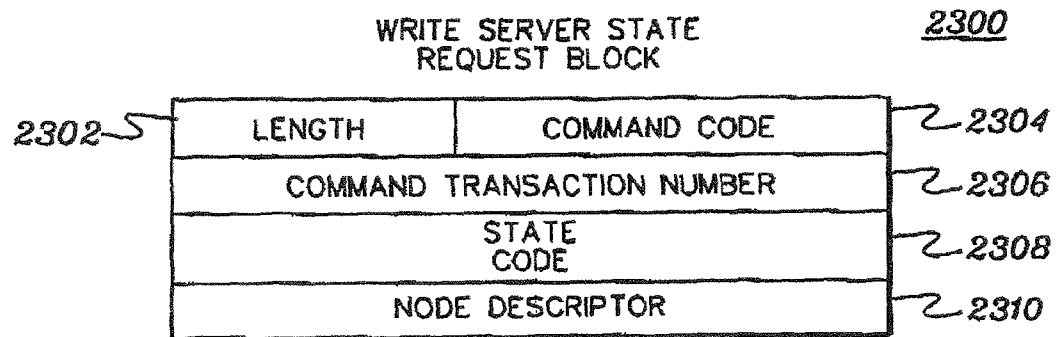 WRITE SERVER STATE 2300
REQUEST BLOCK
2302 LENGTH COMMAND CODE 2304
COMMAND TRANSACTION NUMBER 2306
STATE
CODE 2308
NODE DESCRIPTOR 2310